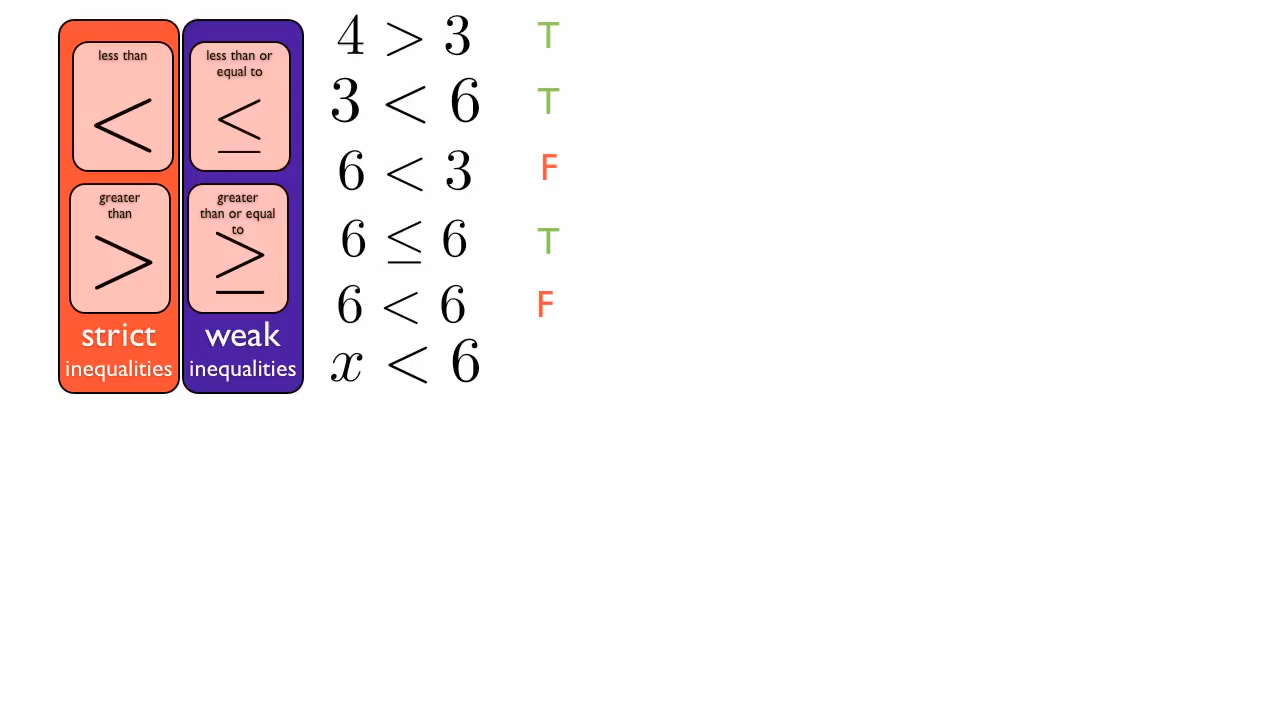 less than
<
less than or
equal to
≤
greater
than
>
greater
than or equal
to
≥
strict
inequalities
weak
inequalities
4 > 3 T
3 < 6 T
6 < 3 F
6 ≤ 6 T
6 < 6 F
x < 6